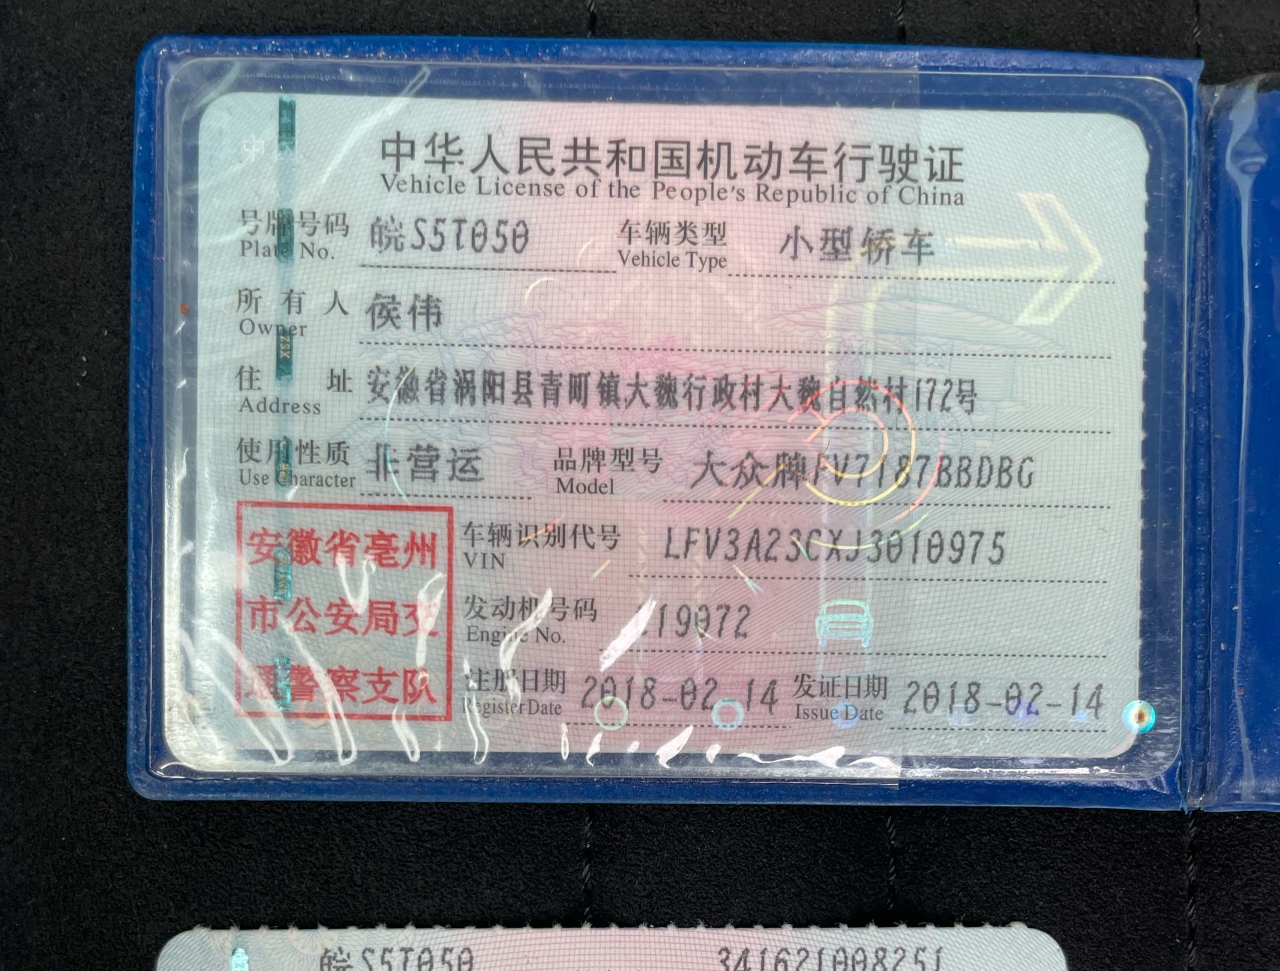 中华人民共和国机动车行驶证
Vehicle License of the People's Republic of China
号牌号码 皖S5T050 车辆类型 小型轿车
Plate No. Vehicle Type
所有人 侯伟
Owner
住址 安徽省涡阳县青町镇大魏行政村大魏自然村172号
Address
使用性质 非营运 品牌型号 大众牌FV7187BBDBG
Use Character Model
安徽省亳州
市公安局交
通警察支队
车辆识别代号 LFV3A23CXJ3010975
VIN
发动机号码 19072
Engine No.
注册日期 2018-02-14 发证日期 2018-02-14
Register Date Issue Date
皖S5T050 341621008251